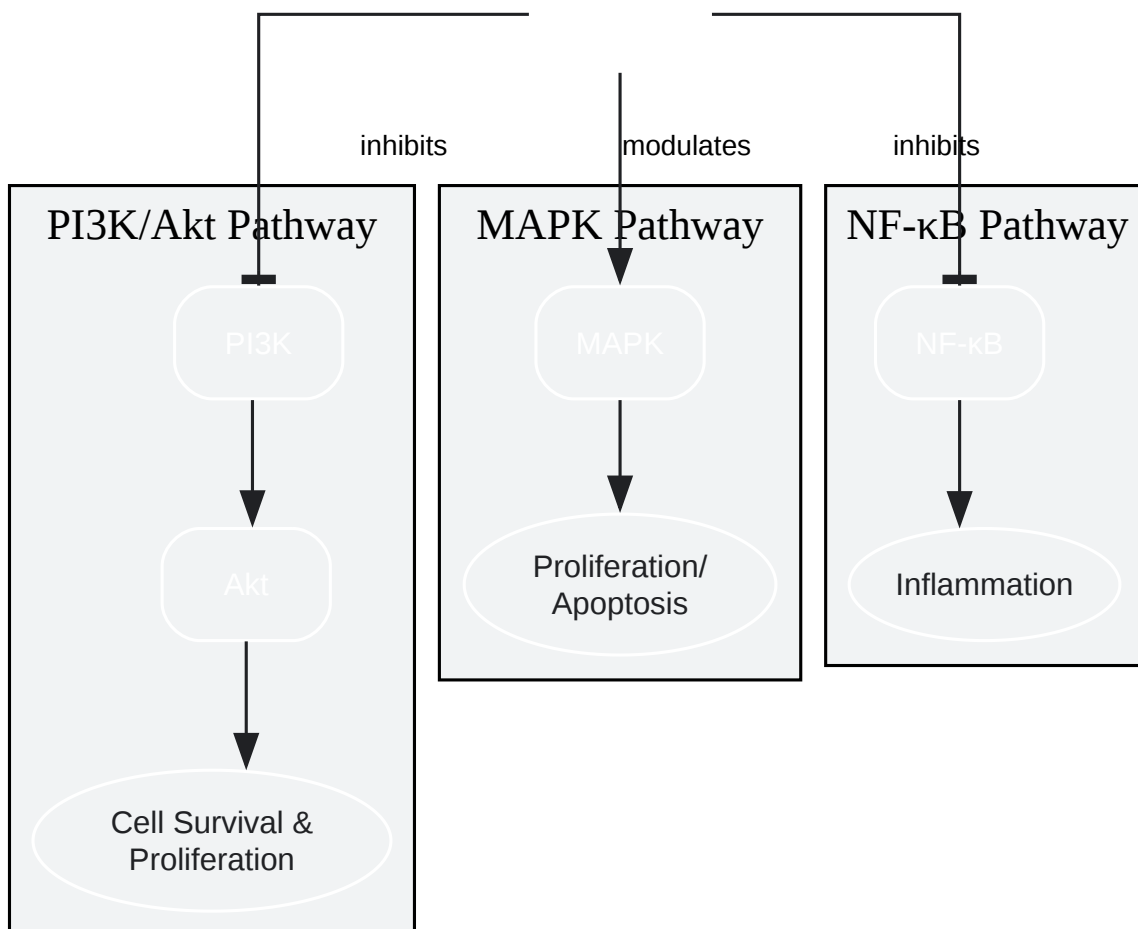 inhibits
modulates
inhibits
PI3K/Akt Pathway
MAPK Pathway
NF-κB Pathway
PI3K
MAPK
NF-κB
Akt
Proliferation/
Apoptosis
Inflammation
Cell Survival &
Proliferation